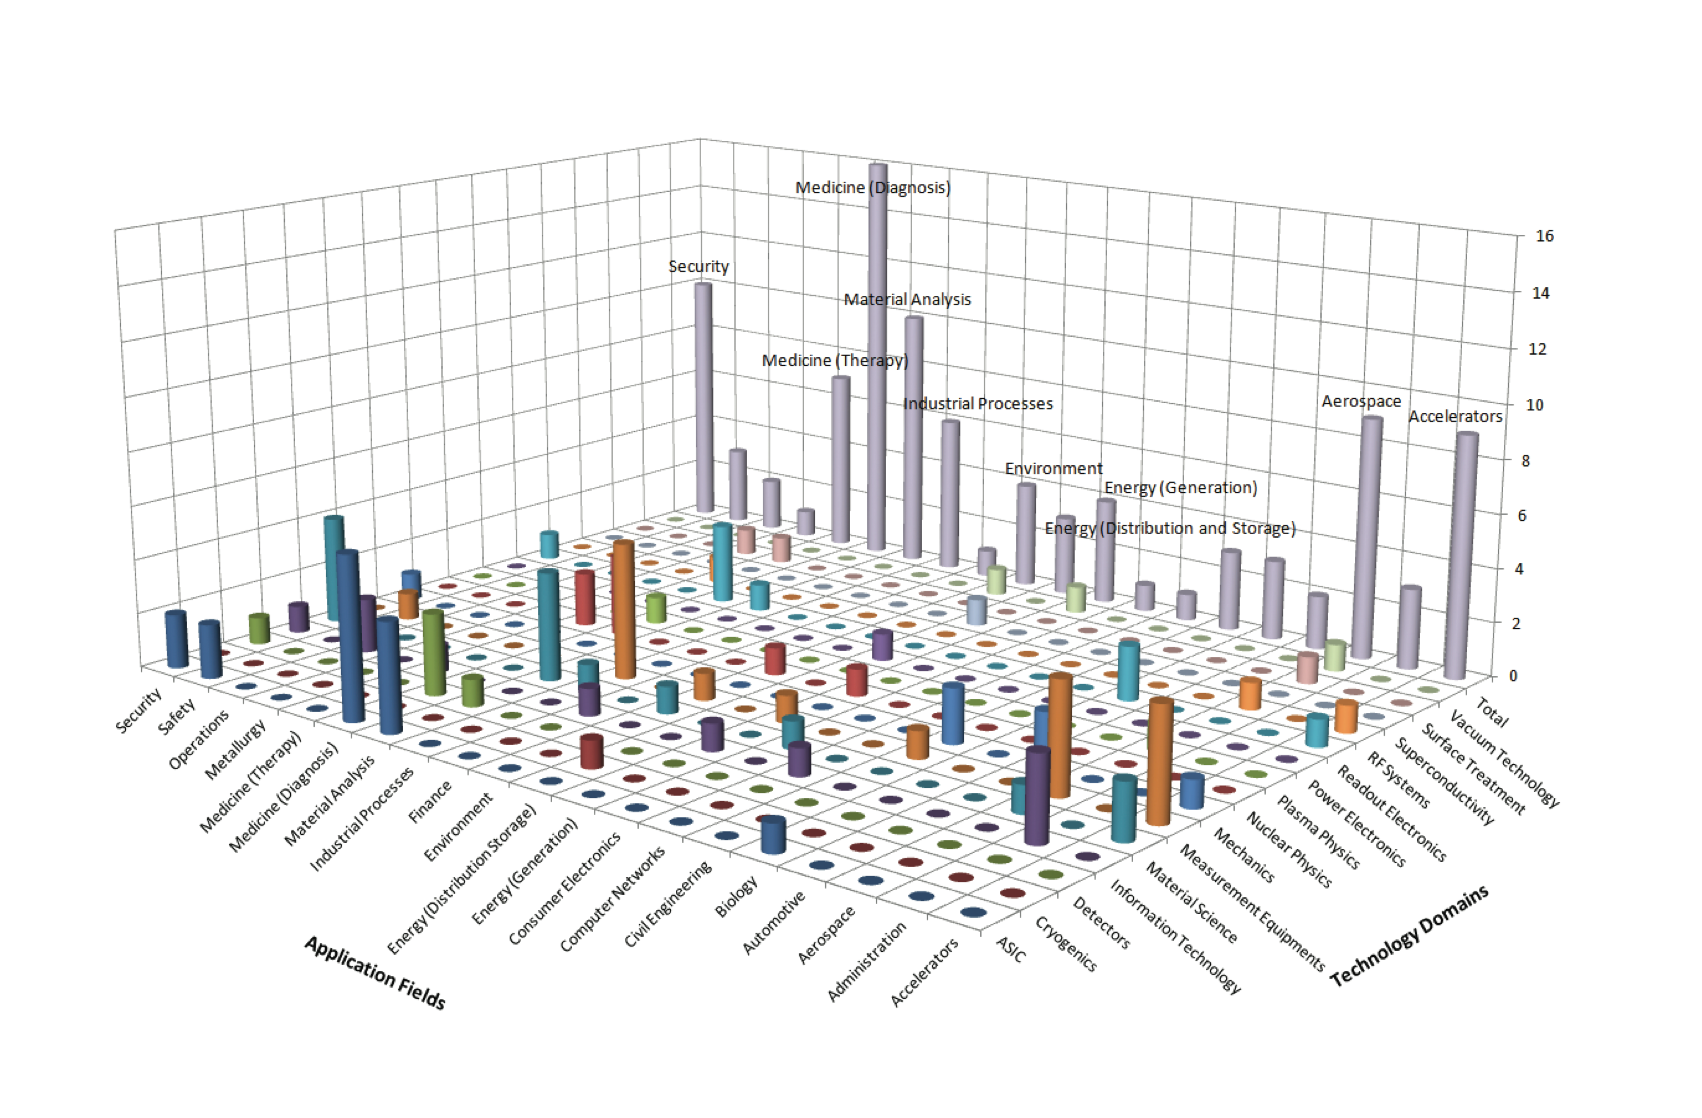 Medicine (Diagnosis)
Security
Material Analysis
Medicine (Therapy)
Industrial Processes
Aerospace
Accelerators
Environment
Energy (Generation)
Energy (Distribution and Storage)
16
14
12
10
8
6
4
2
0
Security
Safety
Operations
Metallurgy
Medicine (Therapy)
Medicine (Diagnosis)
Material Analysis
Industrial Processes
Finance
Environment
Energy (Distribution Storage)
Energy (Generation)
Consumer Electronics
Computer Networks
Civil Engineering
Biology
Automotive
Aerospace
Administration
Accelerators
Application Fields
ASIC
Cryogenics
Detectors
Information Technology
Material Science
Measurement Equipments
Mechanics
Nuclear Physics
Plasma Physics
Power Electronics
Readout Electronics
RF Systems
Superconductivity
Surface Treatment
Vacuum Technology
Total
Technology Domains